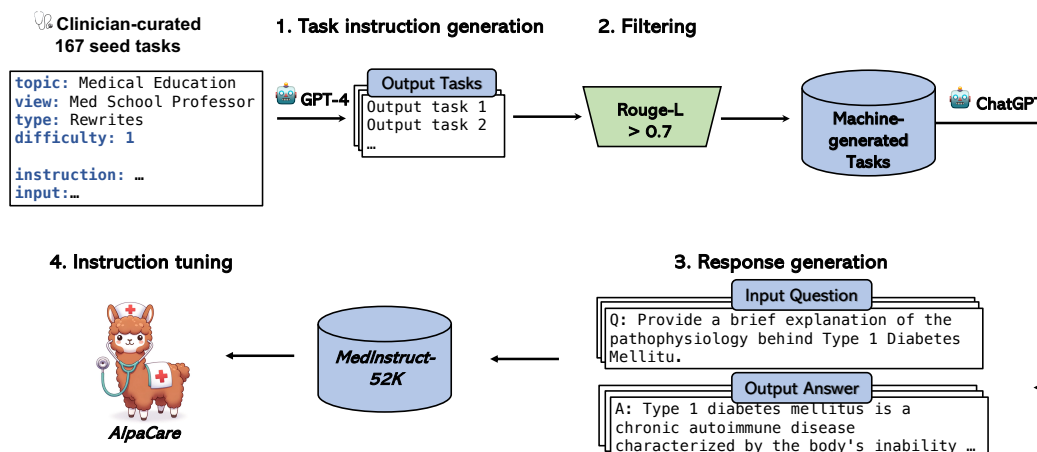 Clinician-curated
167 seed tasks
topic: Medical Education
view: Med School Professor
type: Rewrites
difficulty: 1
instruction: …
input:…
1. Task instruction generation
GPT-4
Output Tasks
Output task 1
Output task 2
…
2. Filtering
Rouge-L
> 0.7
Machine-
generated
Tasks
ChatGPT
3. Response generation
Input Question
Q: Provide a brief explanation of the
pathophysiology behind Type 1 Diabetes
Mellitu.
Output Answer
A: Type 1 diabetes mellitus is a
chronic autoimmune disease
characterized by the body's inability …
MedInstruct-
52K
4. Instruction tuning
AlpaCare